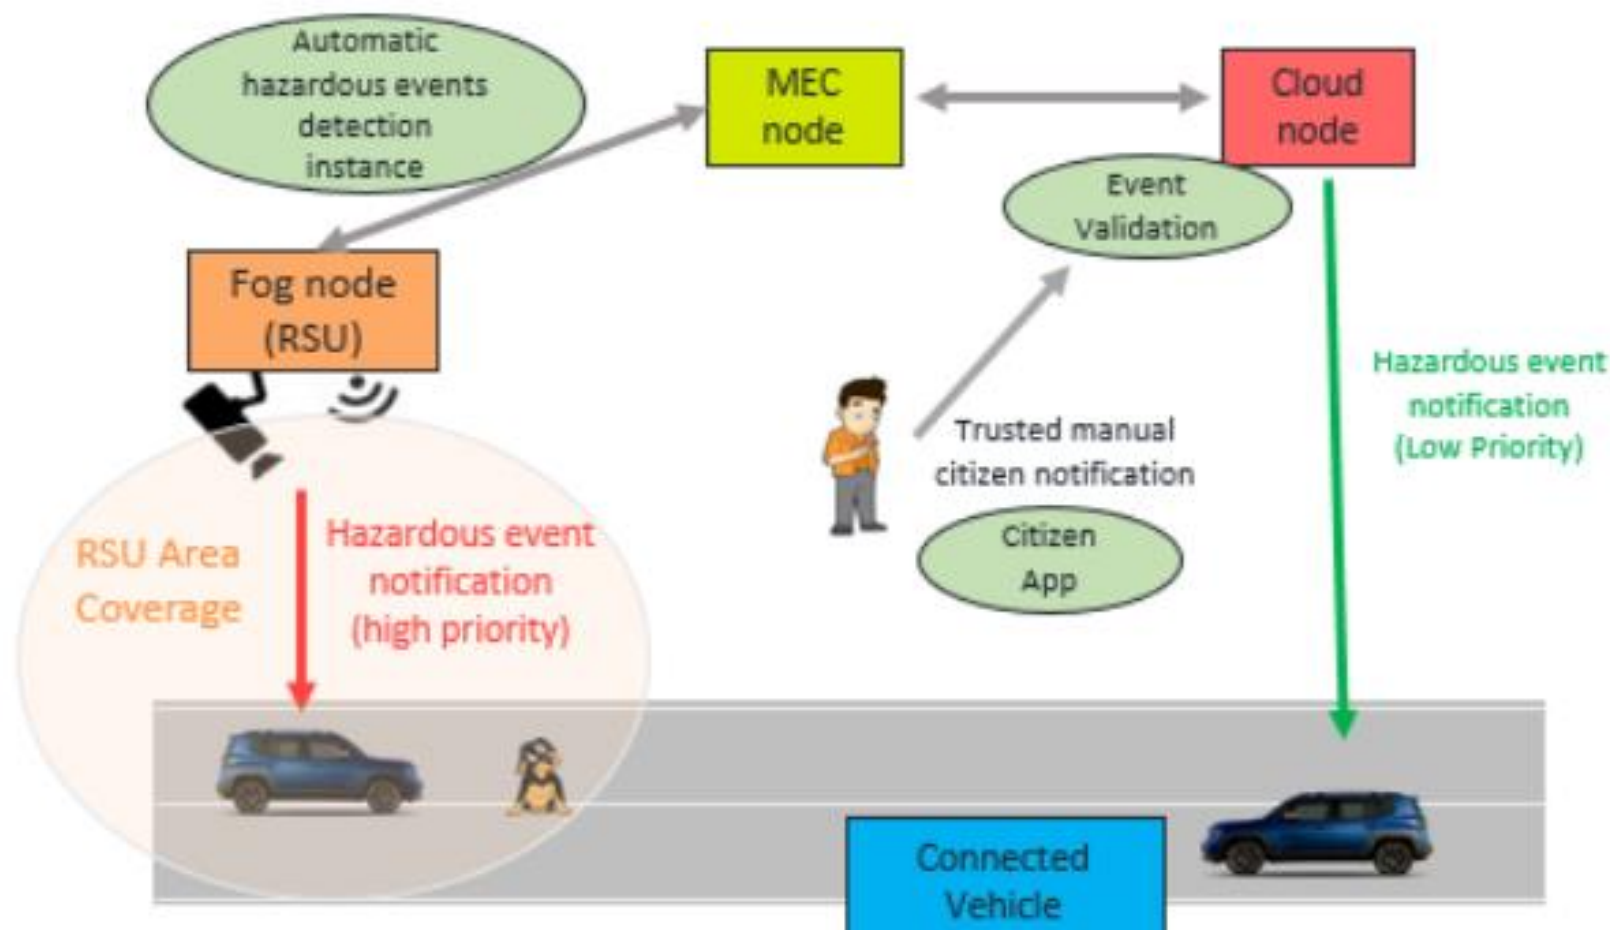 Automatic
hazardous events
detection
instance
MEC
node
Cloud
node
Event
Validation
Fog node
(RSU)
Hazardous event
notification
(Low Priority)
Trusted manual
citizen notification
Citizen
App
RSU Area
Coverage
Hazardous event
notification
(high priority)
Connected
Vehicle